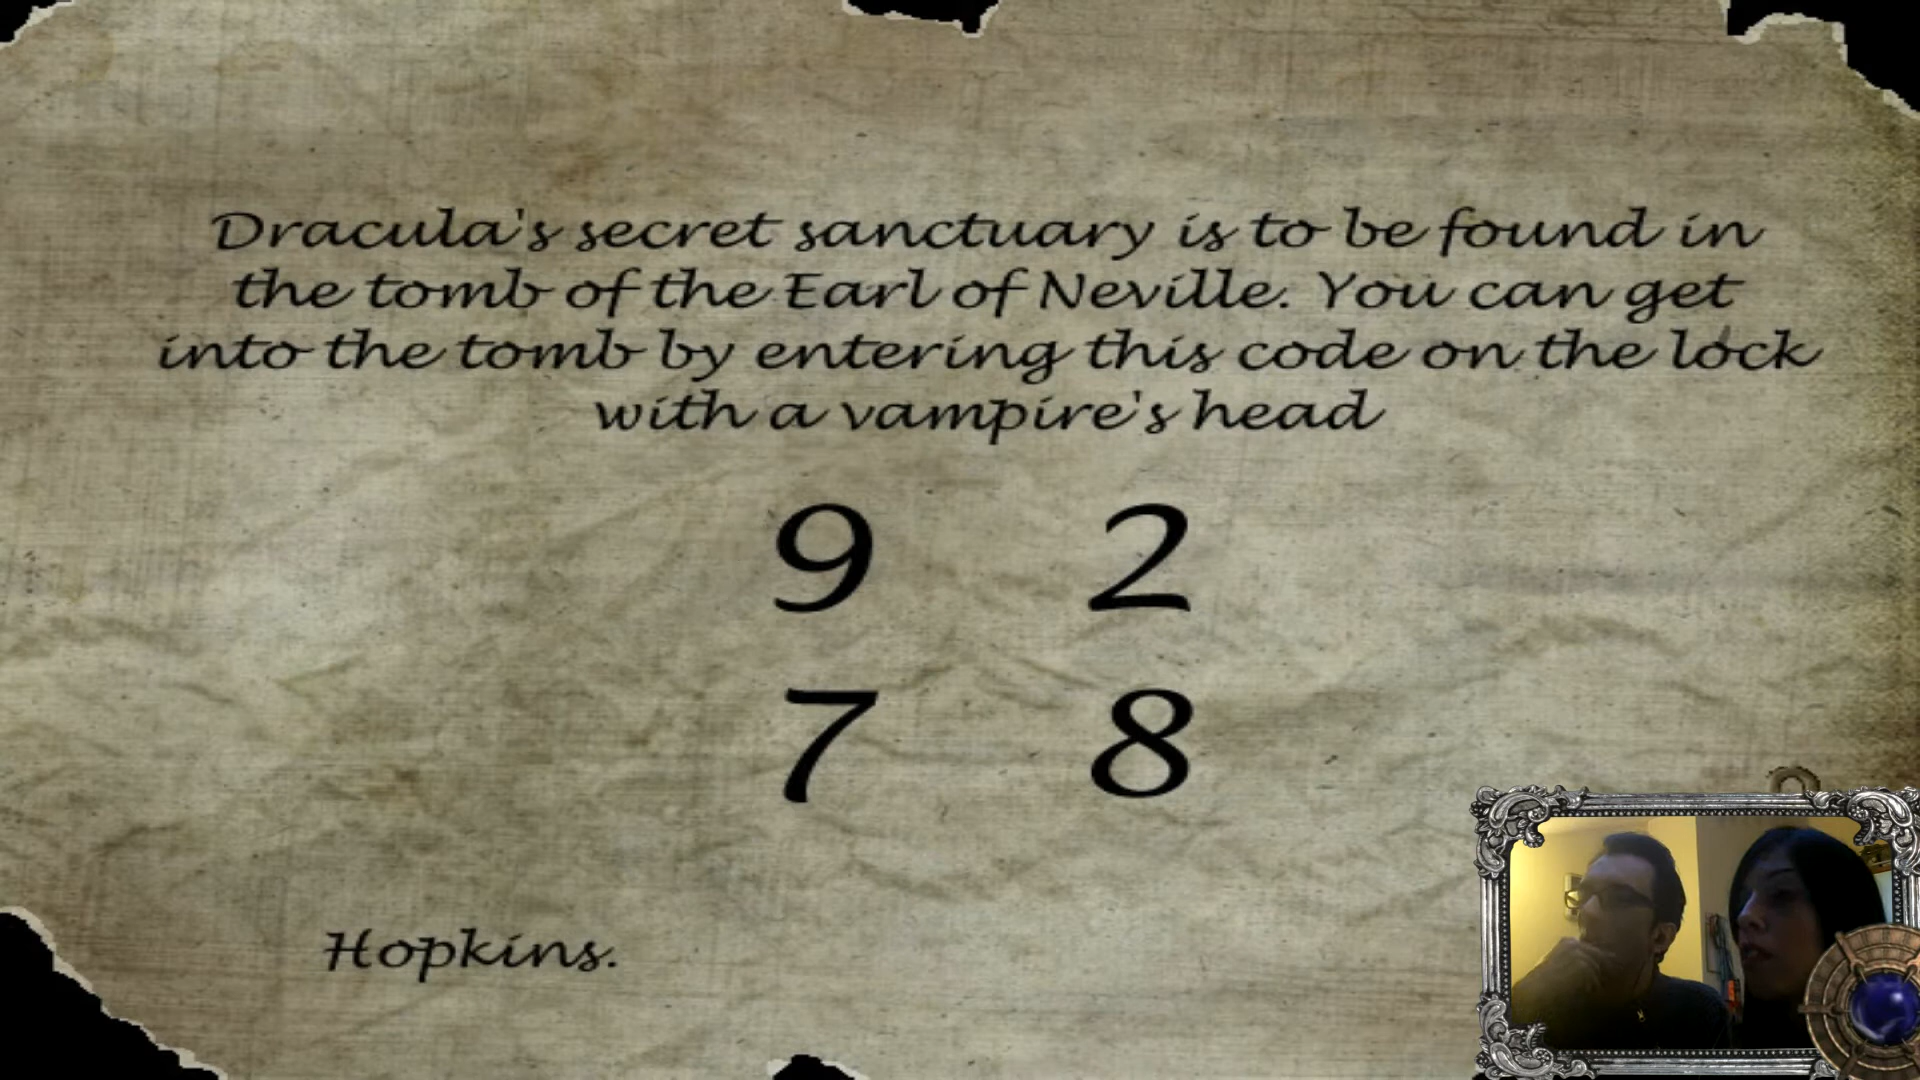 Dracula's secret sanctuary is to be found in
the tomb of the Earl of Neville. You can get
into the tomb by entering this code on the lock
with a vampire's head
9 2
7 8
Hopkins.